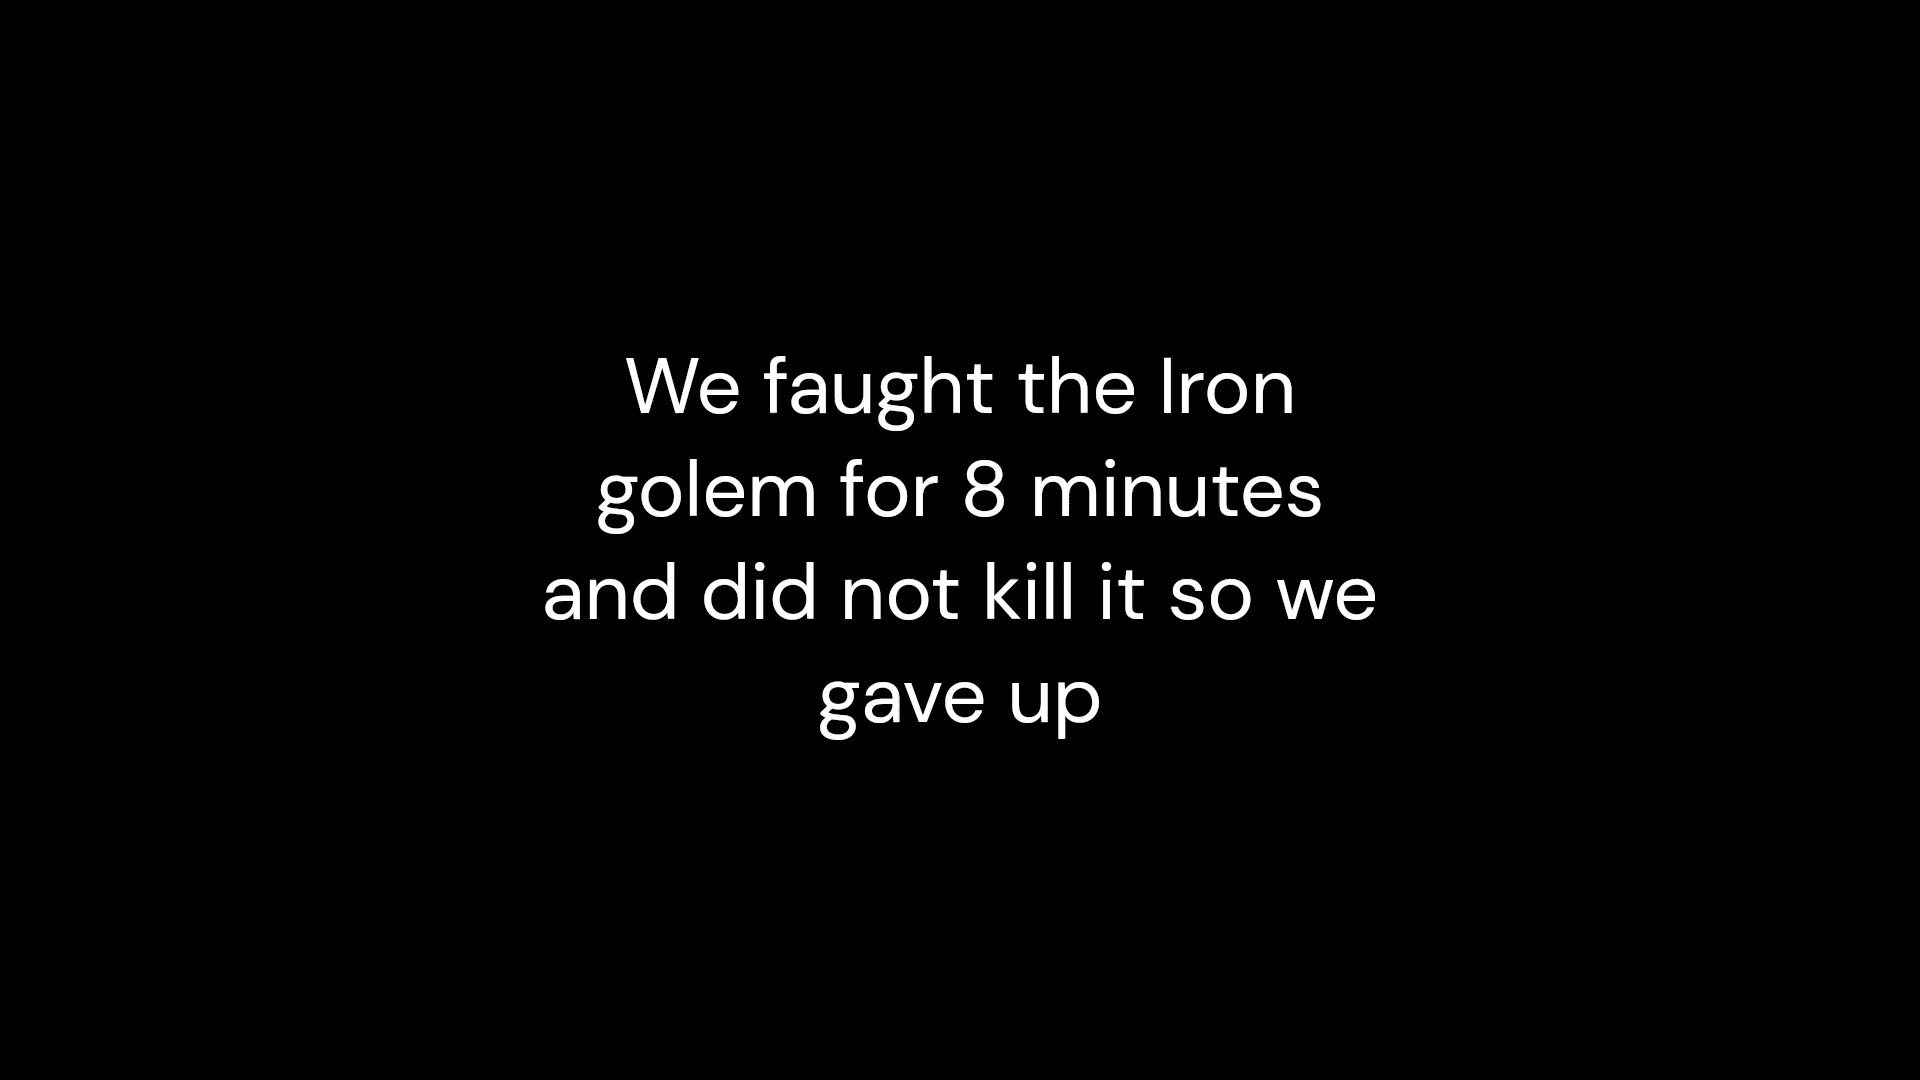 We faught the Iron
golem for 8 minutes
and did not kill it so we
gave up